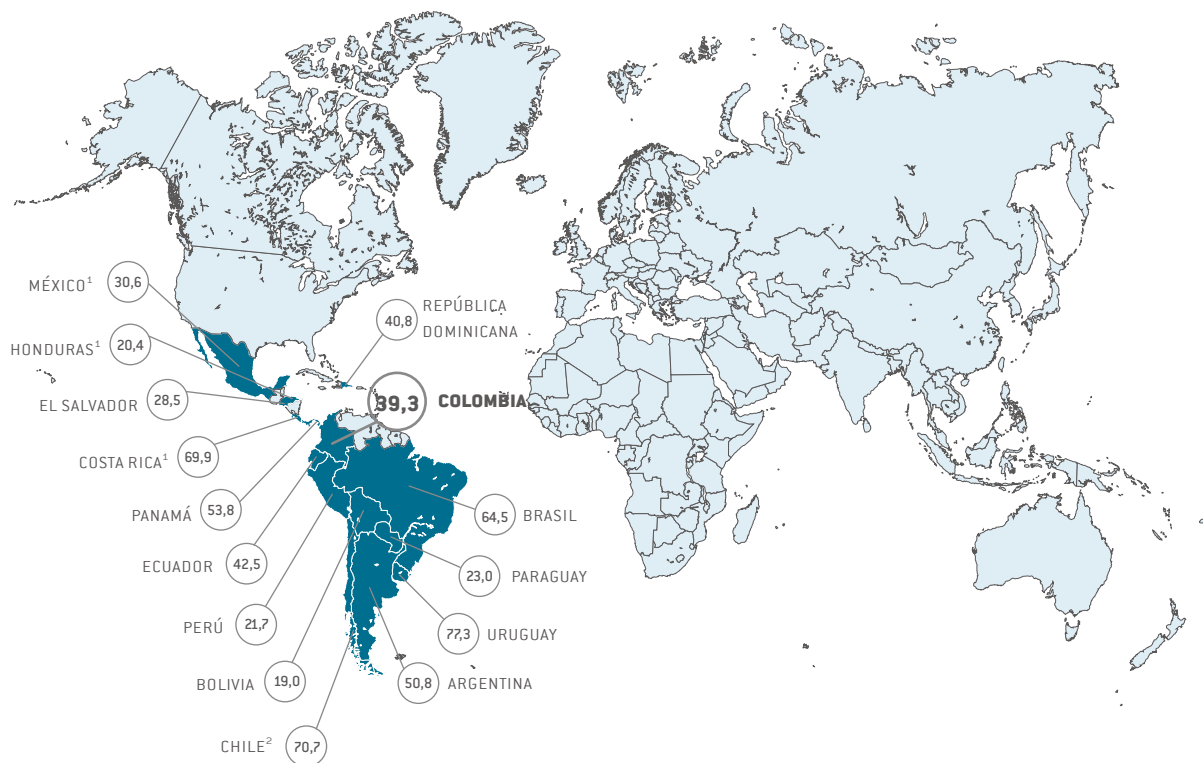 MÉXICO¹ 30,6
HONDURAS¹ 20,4
EL SALVADOR 28,5
COSTA RICA¹ 69,9
PANAMÁ 53,8
ECUADOR 42,5
PERÚ 21,7
BOLIVIA 19,0
CHILE² 70,7
40,8 REPÚBLICA
DOMINICANA
39,3 COLOMBIA
64,5 BRASIL
23,0 PARAGUAY
77,3 URUGUAY
50,8 ARGENTINA